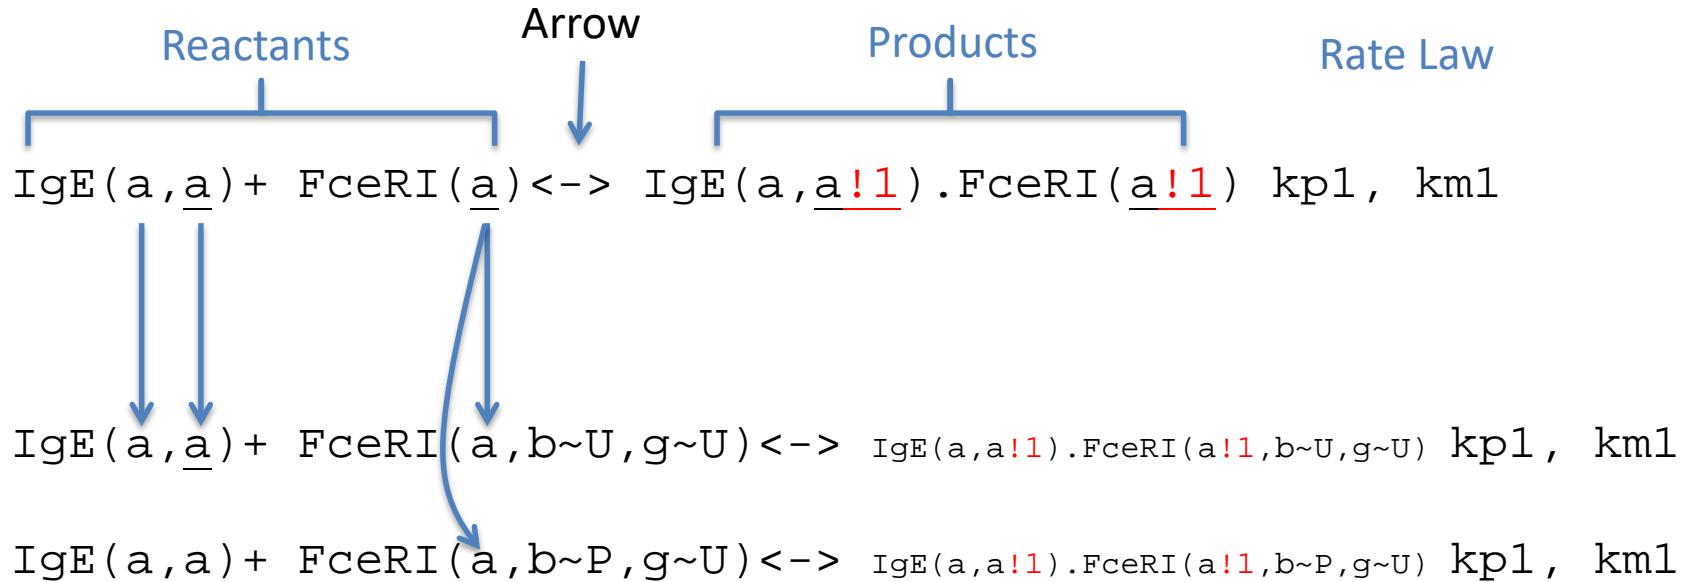 Arrow
Reactants Products Rate Law
IgE(a,a)+ FceRI(a)<-> IgE(a,a!1).FceRI(a!1) kp1, km1
IgE(a,a)+ FceRI(a,b~U,g~U)<-> IgE(a,a!1).FceRI(a!1,b~U,g~U) kp1, km1
IgE(a,a)+ FceRI(a,b~P,g~U)<-> IgE(a,a!1).FceRI(a!1,b~P,g~U) kp1, km1